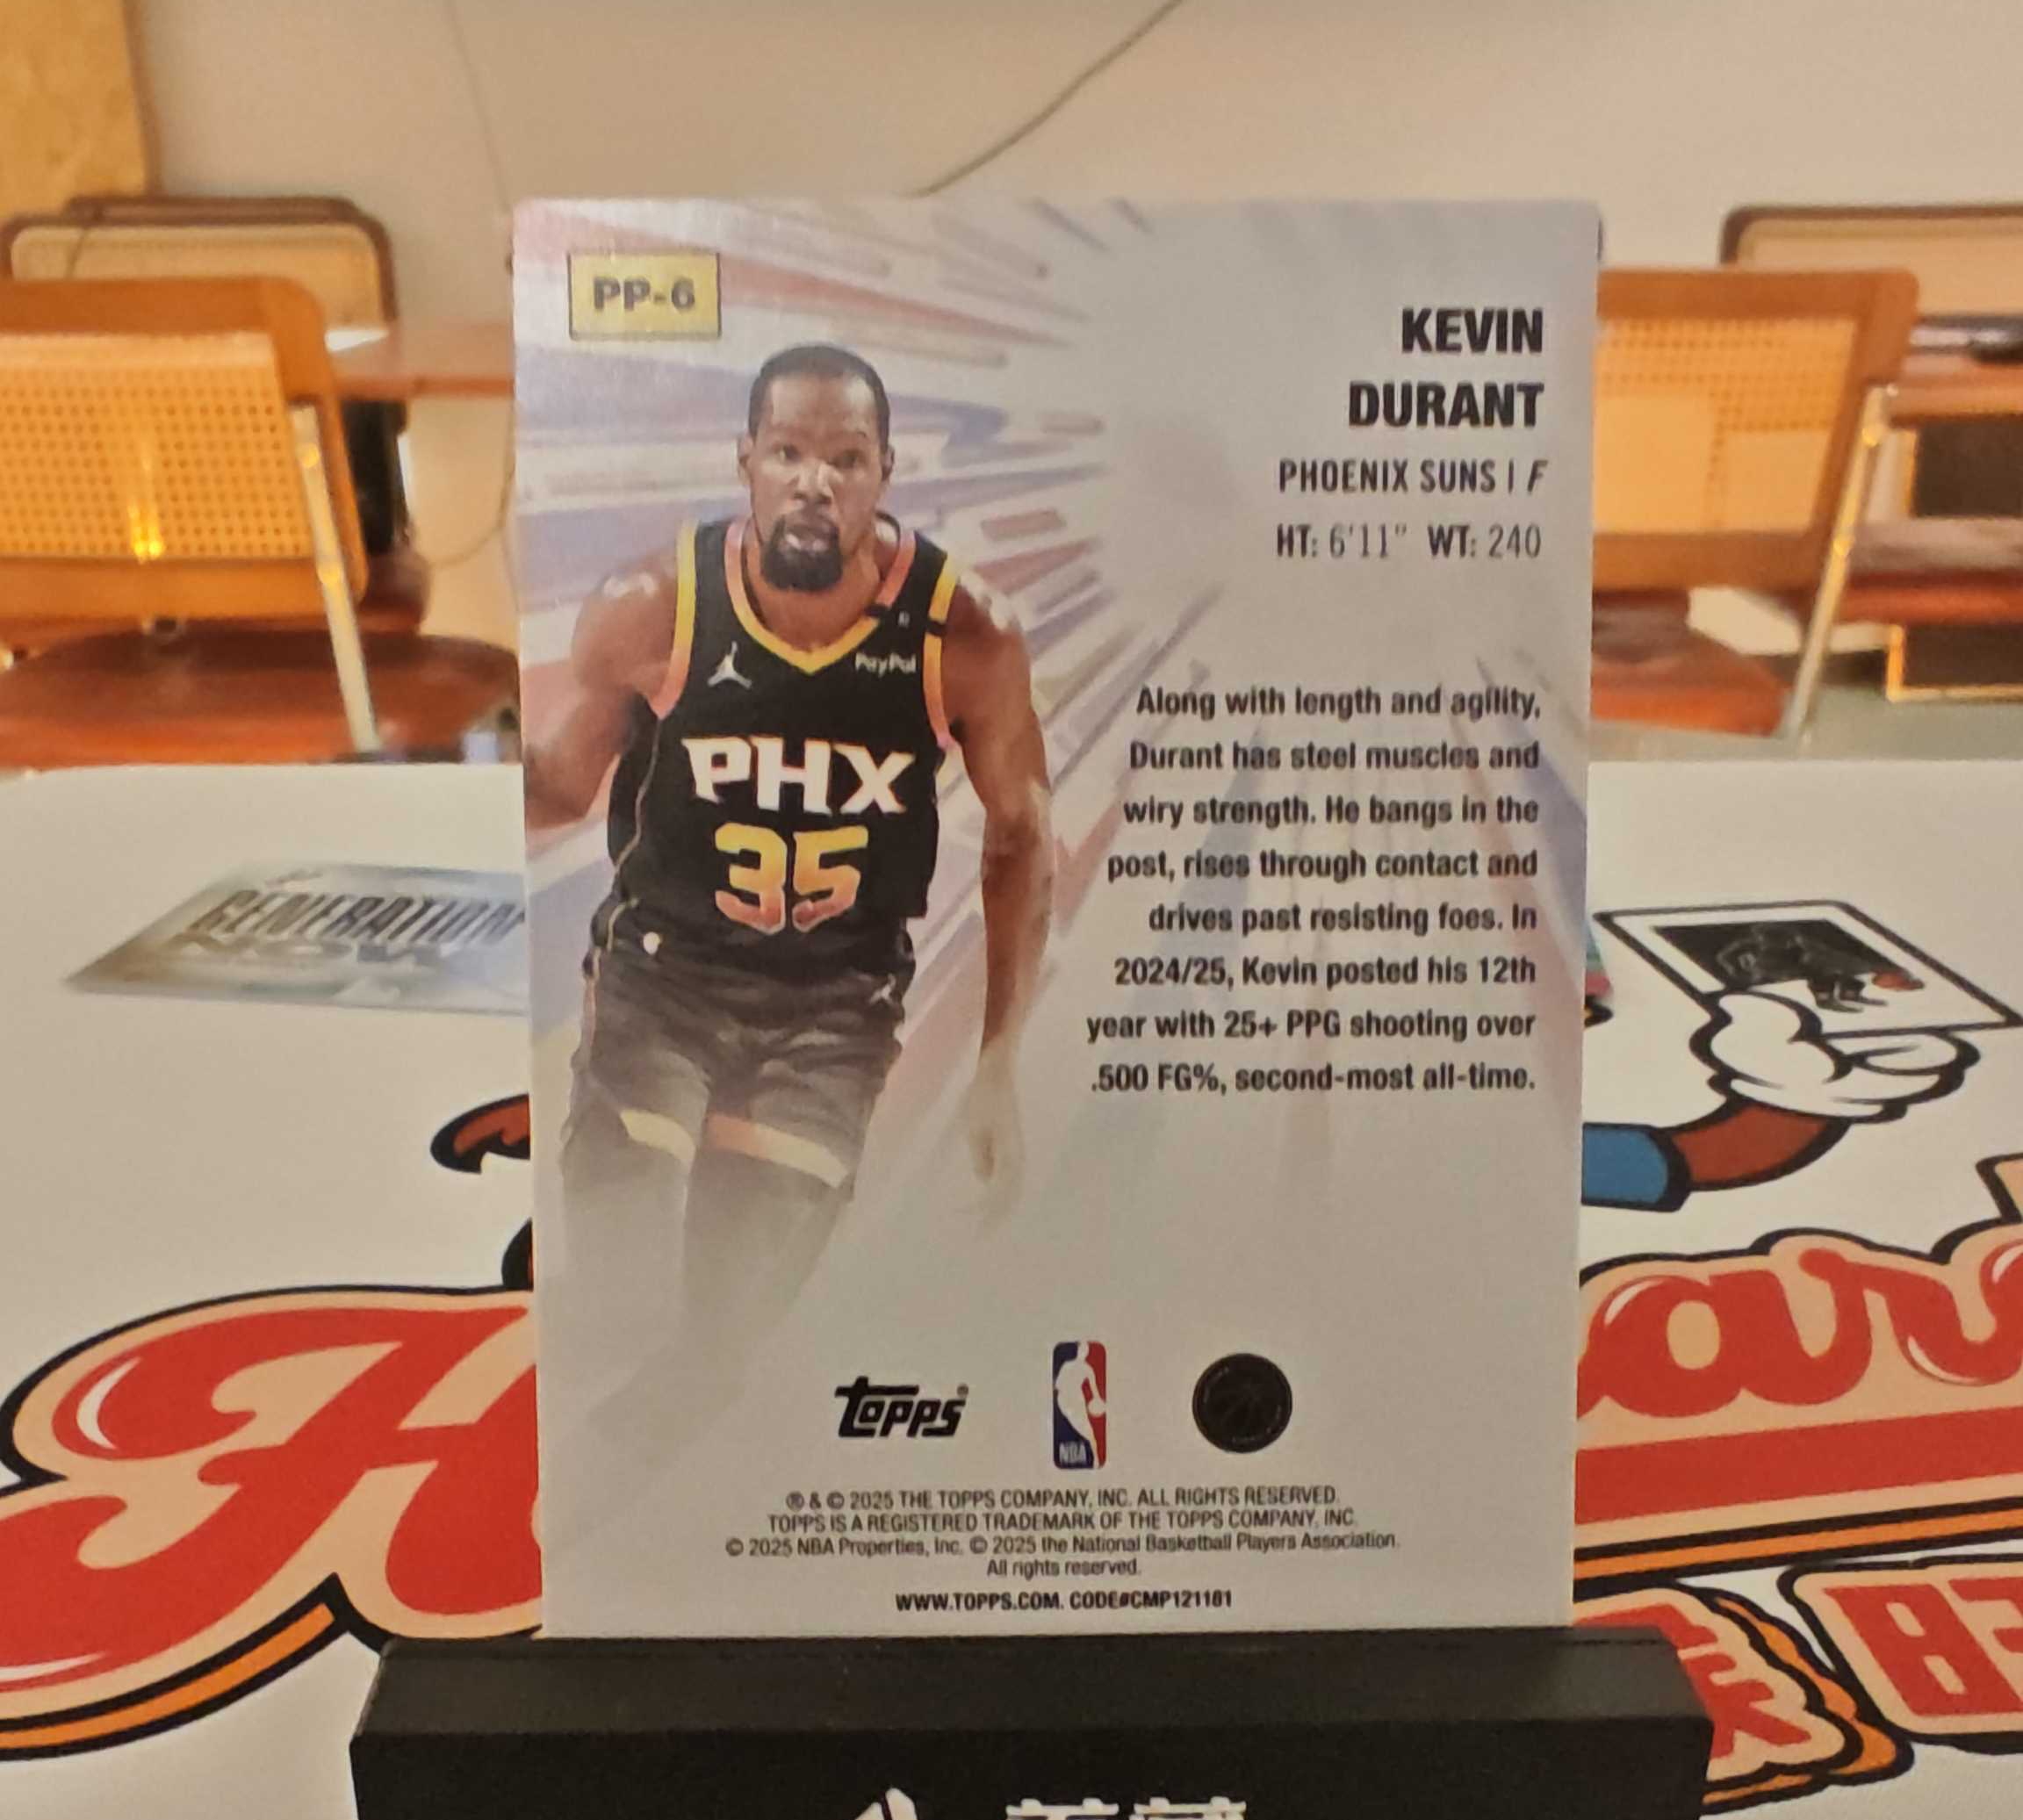 PP-6
KEVIN
DURANT
PHOENIX SUNS | F
HT: 6'11" WT: 240
PayPal
PHX
35
Along with length and agility,
Durant has steel muscles and
wiry strength. He bangs in the
post, rises through contact and
drives past resisting foes. In
2024/25, Kevin posted his 12th
year with 25+ PPG shooting over
.500 FG%, second-most all-time.
GENERATION
NOW
TOPPS®
NBA
® & © 2025 THE TOPPS COMPANY, INC. ALL RIGHTS RESERVED.
TOPPS IS A REGISTERED TRADEMARK OF THE TOPPS COMPANY, INC.
© 2025 NBA Properties, Inc. © 2025 the National Basketball Players Association.
All rights reserved.
WWW.TOPPS.COM. CODE#CMP121181